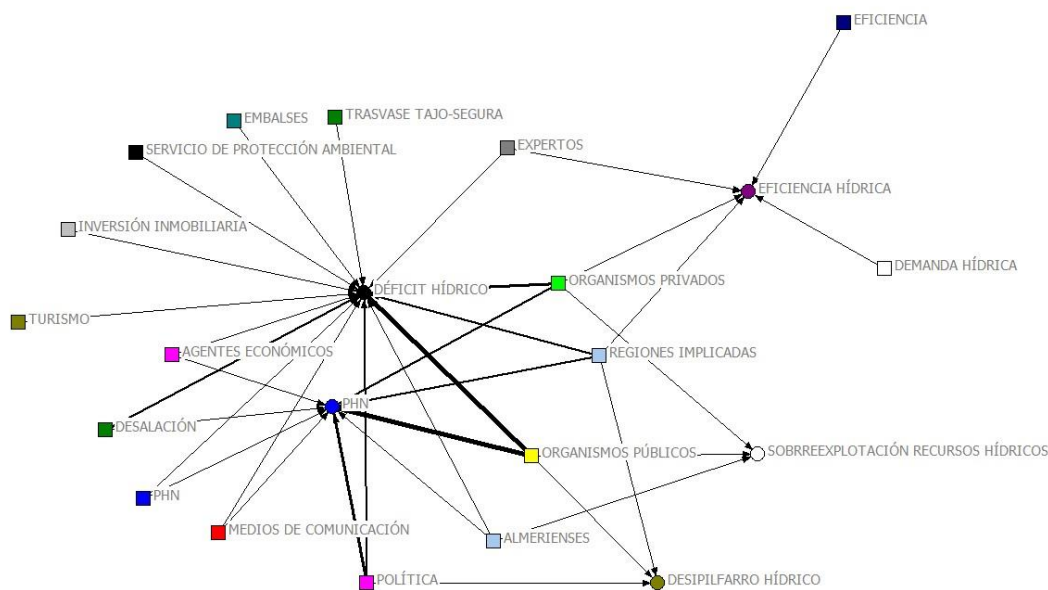 EFICIENCIA
TRASVASE TAJO-SEGURA
EMBALSES
EXPERTOS
SERVICIO DE PROTECCIÓN AMBIENTAL
EFICIENCIA HÍDRICA
INVERSIÓN INMOBILIARIA
DEMANDA HÍDRICA
ORGANISMOS PRIVADOS
DÉFICIT HÍDRICO
TURISMO
AGENTES ECONÓMICOS
REGIONES IMPLICADAS
PHN
DESALACIÓN
SOBRREEXPLOTACIÓN RECURSOS HÍDRICOS
ORGANISMOS PÚBLICOS
PHN
MEDIOS DE COMUNICACIÓN
ALMERIENSES
POLÍTICA
DESIPILFARRO HÍDRICO